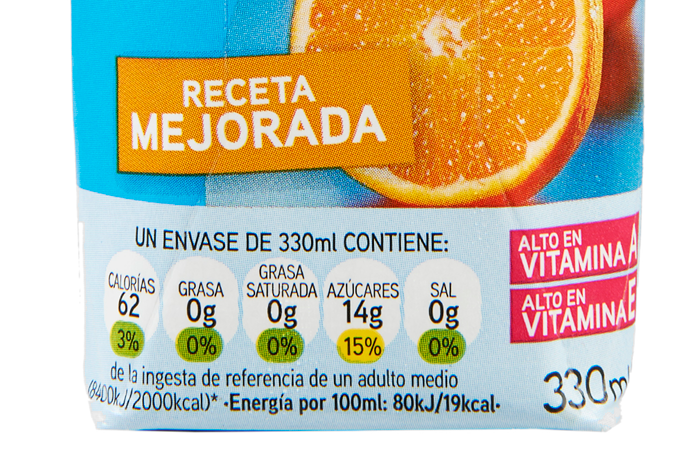 RECETA
MEJORADA
UN ENVASE DE 330ml CONTIENE:
CALORÍAS
62
3%
GRASA
0g
0%
GRASA
SATURADA
0g
0%
AZÚCARES
14g
15%
SAL
0g
0%
de la ingesta de referencia de un adulto medio
(8400kJ/2000kcal)* ·Energía por 100ml: 80kJ/19kcal·
ALTO EN
VITAMINA A
ALTO EN
VITAMINA E
330ml